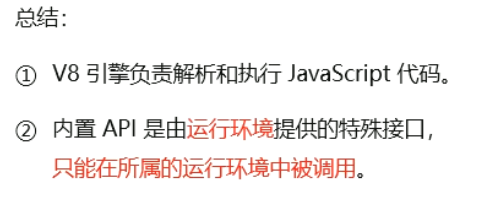 总结：
① V8 引擎负责解析和执行 JavaScript 代码。
② 内置 API 是由运行环境提供的特殊接口，
只能在所属的运行环境中被调用。